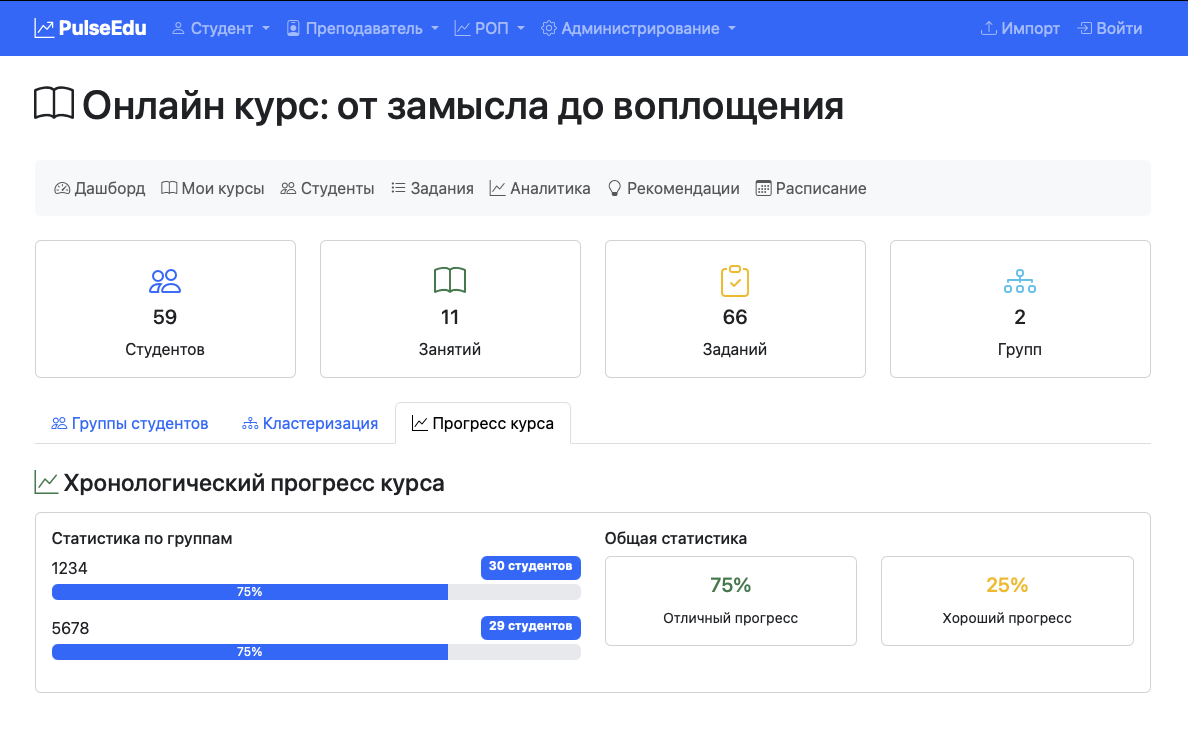 PulseEdu Студент Преподаватель РОП Администрирование Импорт Войти
Онлайн курс: от замысла до воплощения
Дашборд Мои курсы Студенты Задания Аналитика Рекомендации Расписание
59
Студентов
11
Занятий
66
Заданий
2
Групп
Группы студентов Кластеризация Прогресс курса
Хронологический прогресс курса
Статистика по группам
1234 30 студентов
75%
5678 29 студентов
75%
Общая статистика
75%
Отличный прогресс
25%
Хороший прогресс